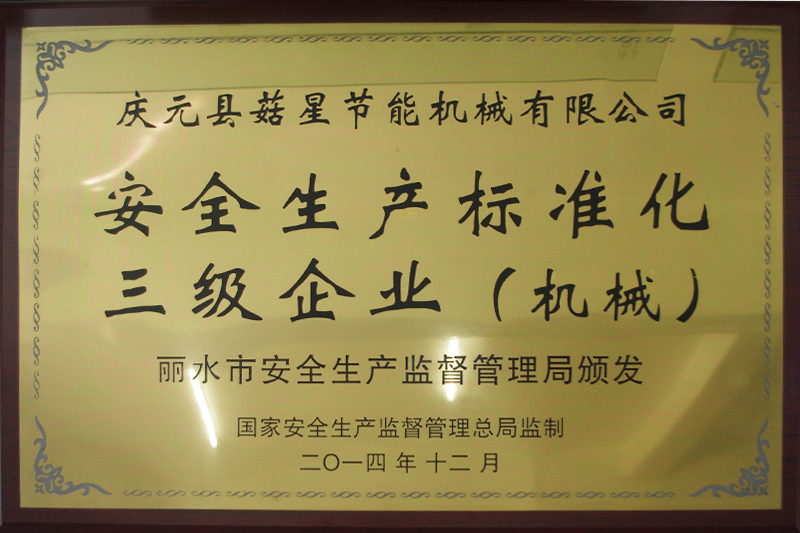 庆元县菇星节能机械有限公司
安全生产标准化
三级企业（机械）
丽水市安全生产监督管理局颁发
国家安全生产监督管理总局监制
二〇一四年十二月